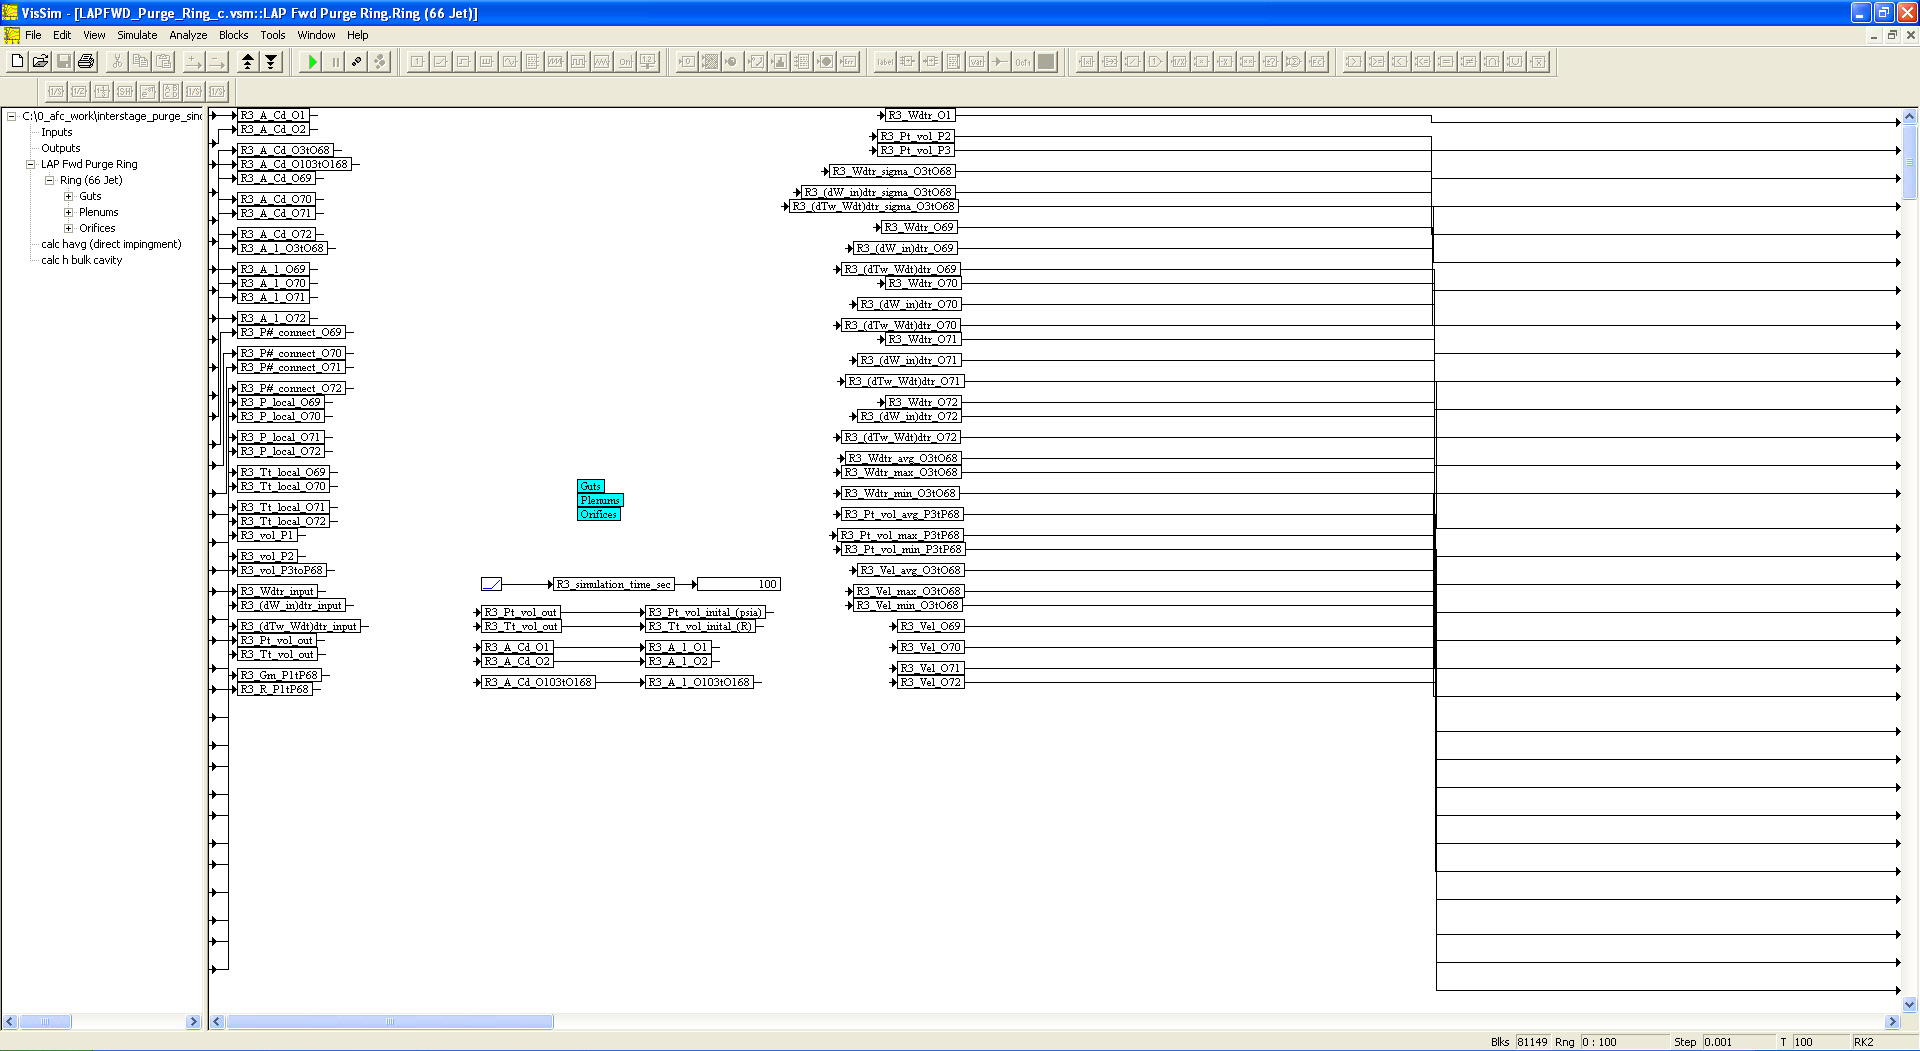 VisSim - [LAPFWD_Purge_Ring_c.vsm::LAP Fwd Purge Ring.Ring (66 Jet)]
File Edit View Simulate Analyze Blocks Tools Window Help
C:\0_afc_work\interstage_purge_sinc
Inputs
Outputs
LAP Fwd Purge Ring
Ring (66 Jet)
Guts
Plenums
Orifices
calc havg (direct impingment)
calc h bulk cavity
R3_A_Cd_O1
R3_A_Cd_O2
R3_A_Cd_O3tO68
R3_A_Cd_O103tO168
R3_A_Cd_O69
R3_A_Cd_O70
R3_A_Cd_O71
R3_A_Cd_O72
R3_A_1_O3tO68
R3_A_1_O69
R3_A_1_O70
R3_A_1_O71
R3_A_1_O72
R3_P#_connect_O69
R3_P#_connect_O70
R3_P#_connect_O71
R3_P#_connect_O72
R3_P_local_O69
R3_P_local_O70
R3_P_local_O71
R3_P_local_O72
R3_Tt_local_O69
R3_Tt_local_O70
R3_Tt_local_O71
R3_Tt_local_O72
R3_vol_P1
R3_vol_P2
R3_vol_P3toP68
R3_Wdtr_input
R3_(dW_in)dtr_input
R3_(dTw_Wdt)dtr_input
R3_Pt_vol_out
R3_Tt_vol_out
R3_Gm_P1tP68
R3_R_P1tP68
Guts
Plenums
Orifices
R3_simulation_time_sec 100
R3_Pt_vol_out R3_Pt_vol_inital_(psia)
R3_Tt_vol_out R3_Tt_vol_inital_(R)
R3_A_Cd_O1 R3_A_1_O1
R3_A_Cd_O2 R3_A_1_O2
R3_A_Cd_O103tO168 R3_A_1_O103tO168
R3_Wdtr_O1
R3_Pt_vol_P2
R3_Pt_vol_P3
R3_Wdtr_sigma_O3tO68
R3_(dW_in)dtr_sigma_O3tO68
R3_(dTw_Wdt)dtr_sigma_O3tO68
R3_Wdtr_O69
R3_(dW_in)dtr_O69
R3_(dTw_Wdt)dtr_O69
R3_Wdtr_O70
R3_(dW_in)dtr_O70
R3_(dTw_Wdt)dtr_O70
R3_Wdtr_O71
R3_(dW_in)dtr_O71
R3_(dTw_Wdt)dtr_O71
R3_Wdtr_O72
R3_(dW_in)dtr_O72
R3_(dTw_Wdt)dtr_O72
R3_Wdtr_avg_O3tO68
R3_Wdtr_max_O3tO68
R3_Wdtr_min_O3tO68
R3_Pt_vol_avg_P3tP68
R3_Pt_vol_max_P3tP68
R3_Pt_vol_min_P3tP68
R3_Vel_avg_O3tO68
R3_Vel_max_O3tO68
R3_Vel_min_O3tO68
R3_Vel_O69
R3_Vel_O70
R3_Vel_O71
R3_Vel_O72
Blks 81149 Rng 0 : 100 Step 0.001 T 100 RK2